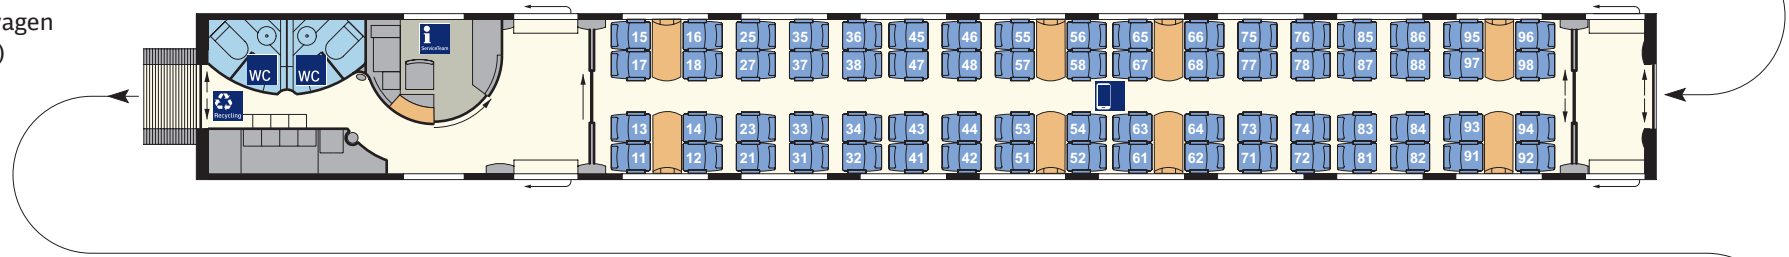 agen
)
WC WC
Recycling
i
ServiceTeam
15 16 25 35 36 45 46 55 56 65 66 75 76 85 86 95 96
17 18 27 37 38 47 48 57 58 67 68 77 78 87 88 97 98
13 14 23 33 34 43 44 53 54 63 64 73 74 83 84 93 94
11 12 21 31 32 41 42 51 52 61 62 71 72 81 82 91 92